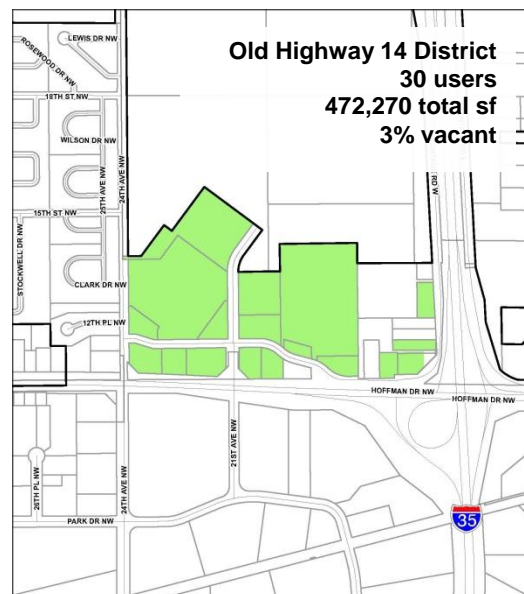 Old Highway 14 District
30 users
472,270 total sf
3% vacant
LEWIS DR NW
ROSEWOOD DR NW
18TH ST NW
WILSON DR NW
25TH AVE NW
24TH AVE NW
15TH ST NW
STOCKWELL DR NW
CLARK DR NW
12TH PL NW
RD W
HOFFMAN DR NW
HOFFMAN DR NW
21ST AVE NW
24TH AVE NW
26TH PL NW
PARK DR NW
35